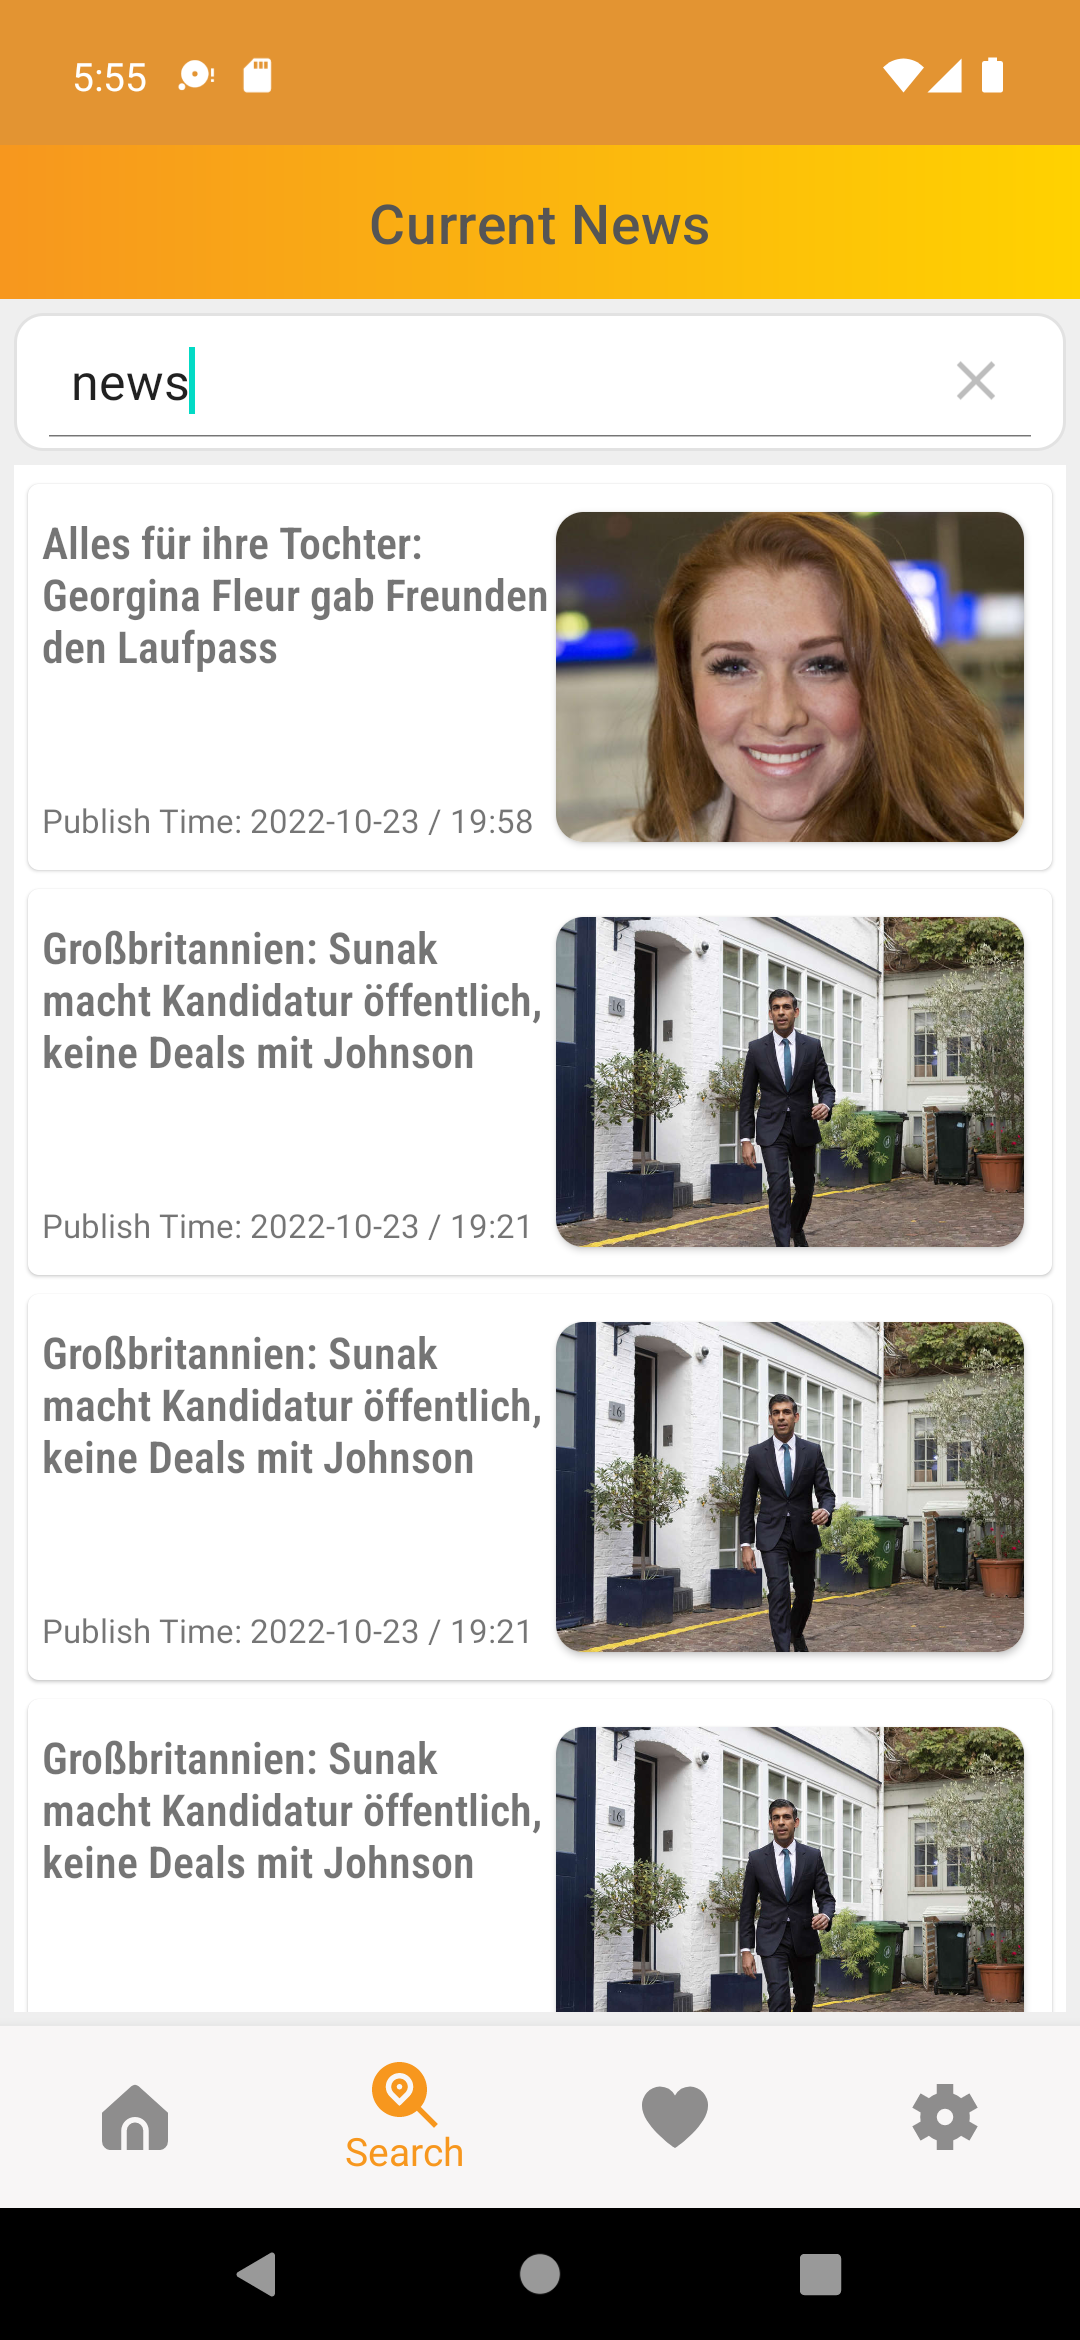 5:55
Current News
news
Alles für ihre Tochter:
Georgina Fleur gab Freunden
den Laufpass
Publish Time: 2022-10-23 / 19:58
Großbritannien: Sunak
macht Kandidatur öffentlich,
keine Deals mit Johnson
16
Publish Time: 2022-10-23 / 19:21
Großbritannien: Sunak
macht Kandidatur öffentlich,
keine Deals mit Johnson
16
Publish Time: 2022-10-23 / 19:21
Großbritannien: Sunak
macht Kandidatur öffentlich,
keine Deals mit Johnson
16
Search